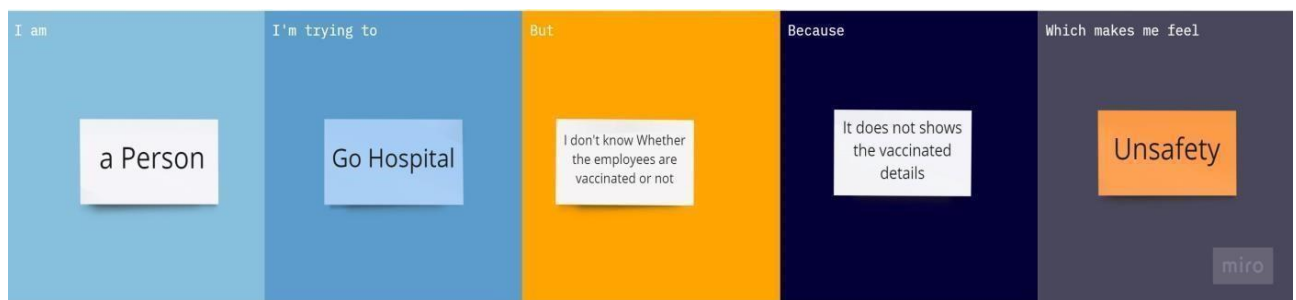 I am
a Person
I'm trying to
Go Hospital
But
I don't know Whether
the employees are
vaccinated or not
Because
It does not shows
the vaccinated
details
Which makes me feel
Unsafety
miro